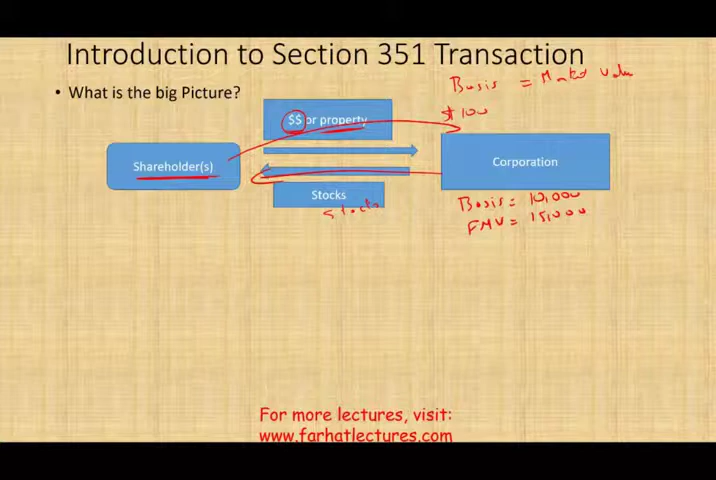 Introduction to Section 351 Transaction
• What is the big Picture?
Basis = Market Value
$100
$$ or property
Shareholder(s)
Corporation
Stocks
Stocks
Basis = 10,000
FMV = 15,000
For more lectures, visit:
www.farhatlectures.com